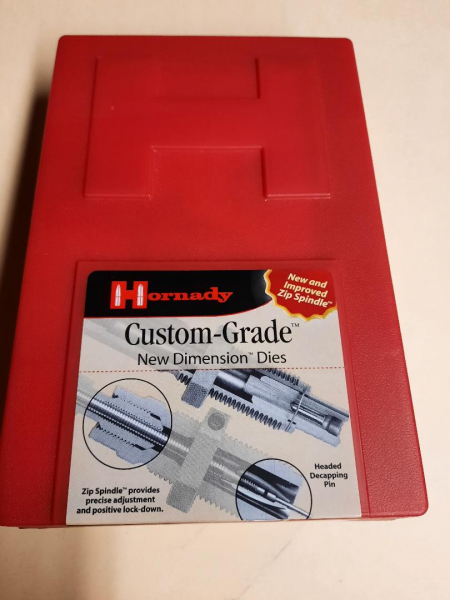 Hornady
New and
Improved
Zip Spindle™
Custom-Grade™
New Dimension™ Dies
Zip Spindle™ provides
precise adjustment
and positive lock-down.
Headed
Decapping
Pin